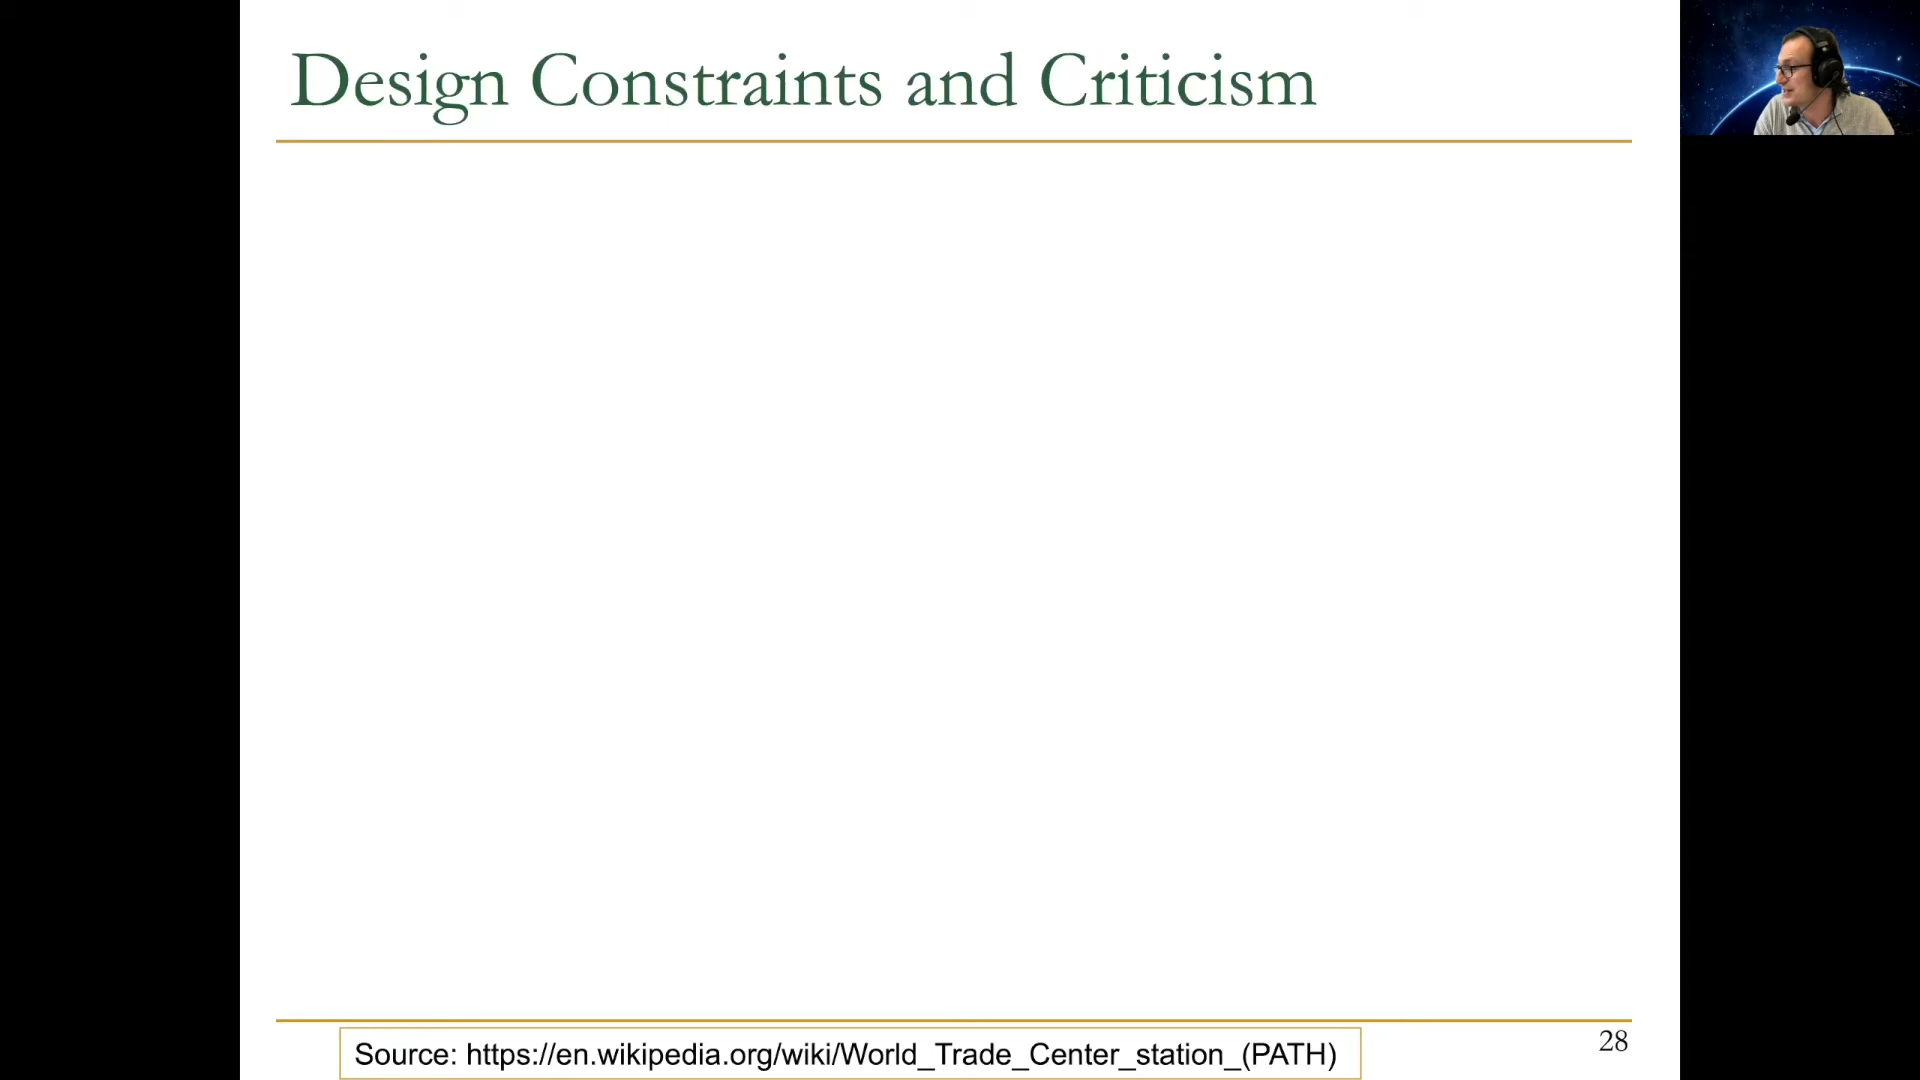 Design Constraints and Criticism
Source: https://en.wikipedia.org/wiki/World_Trade_Center_station_(PATH)
28